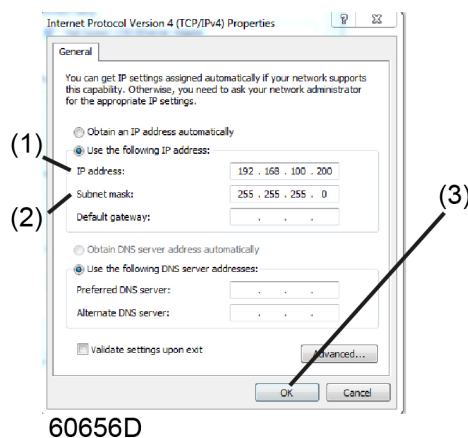 Internet Protocol Version 4 (TCP/IPv4) Properties
General
You can get IP settings assigned automatically if your network supports
this capability. Otherwise, you need to ask your network administrator
for the appropriate IP settings.
Obtain an IP address automatically
(1)
Use the following IP address:
IP address: 192 . 168 . 100 . 200
Subnet mask: 255 . 255 . 255 . 0
(2)
(3)
Default gateway: . . .
Obtain DNS server address automatically
Use the following DNS server addresses:
Preferred DNS server: . . .
Alternate DNS server: . . .
Validate settings upon exit
Advanced...
OK Cancel
60656D